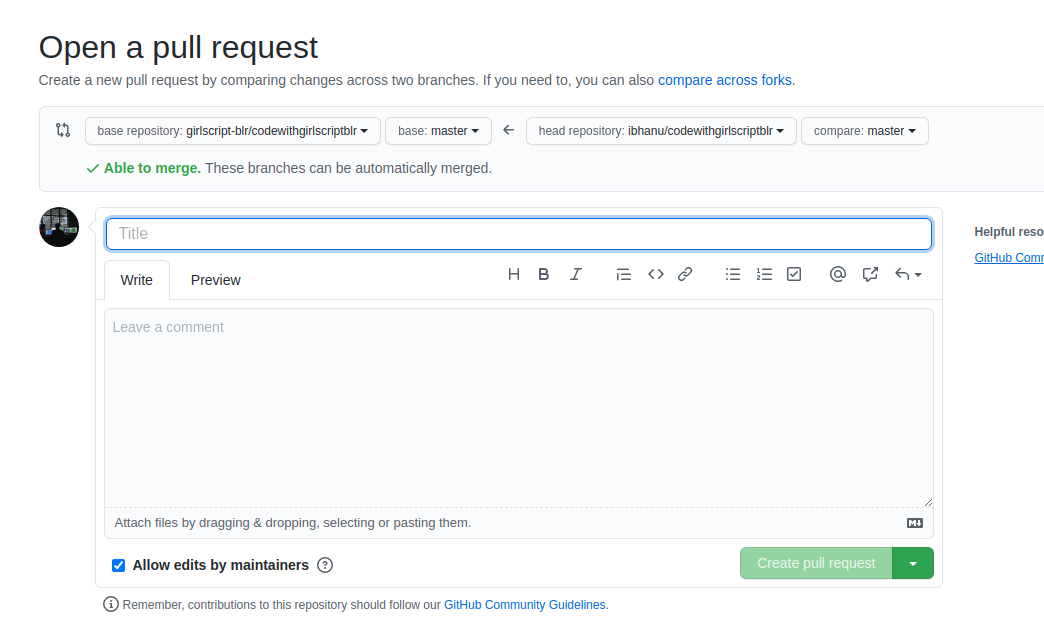 Open a pull request
Create a new pull request by comparing changes across two branches. If you need to, you can also compare across forks.
base repository: girlscript-blr/codewithgirlscriptblr base: master head repository: ibhanu/codewithgirlscriptblr compare: master
Able to merge. These branches can be automatically merged.
Title
Helpful reso
GitHub Comm
Write Preview
Leave a comment
Attach files by dragging & dropping, selecting or pasting them.
Allow edits by maintainers
Create pull request
Remember, contributions to this repository should follow our GitHub Community Guidelines.